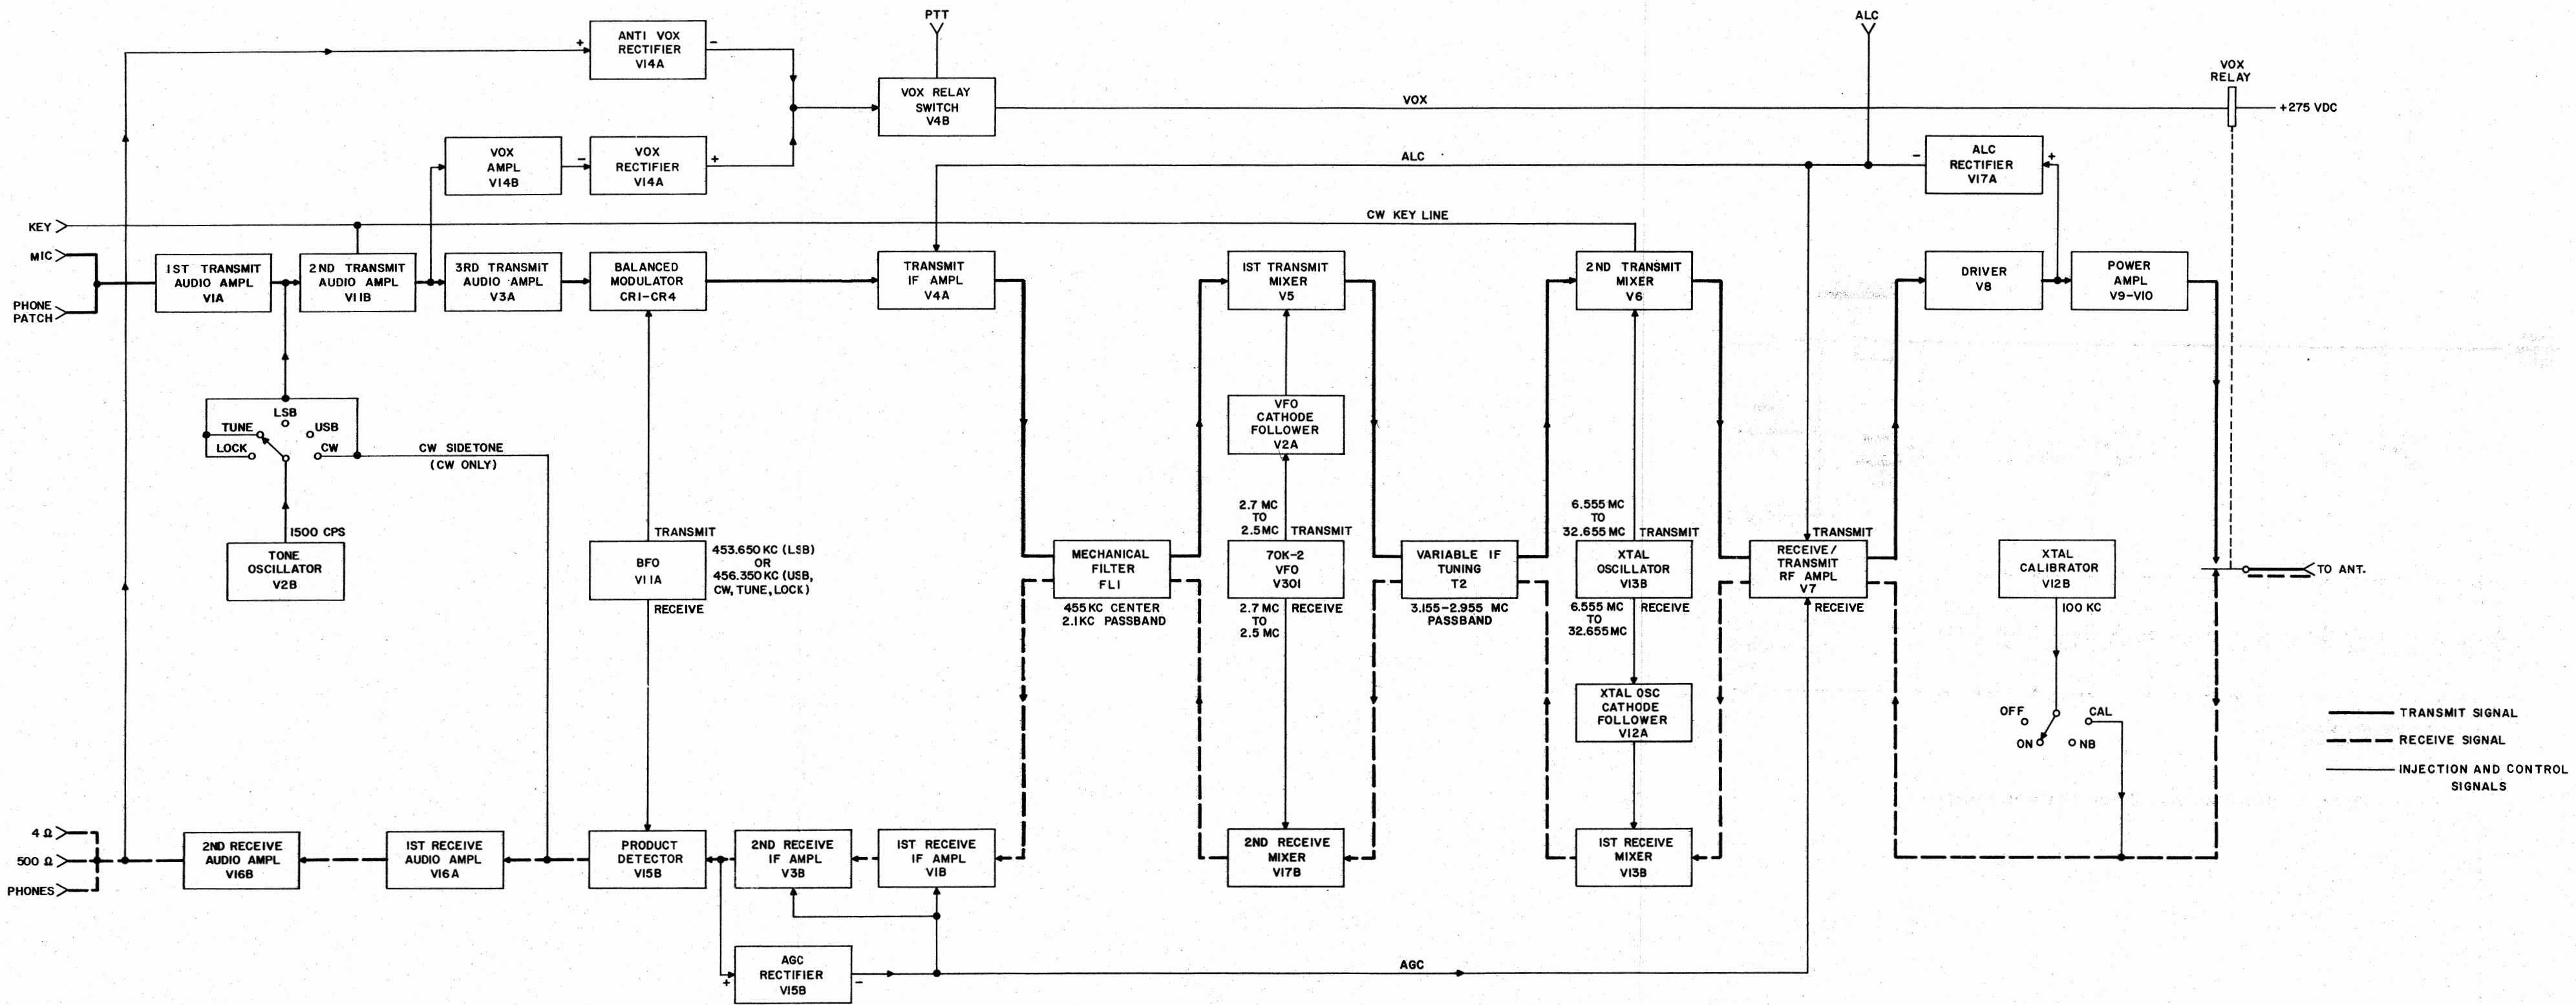 PTT
ALC
VOX
RELAY
ANTI VOX
RECTIFIER
V14A
+
-
VOX RELAY
SWITCH
V4B
VOX
+275 VDC
VOX
AMPL
V14B
-
VOX
RECTIFIER
V14A
+
ALC
-
ALC
RECTIFIER
V17A
+
KEY
CW KEY LINE
MIC
PHONE
PATCH
1ST TRANSMIT
AUDIO AMPL
V1A
2ND TRANSMIT
AUDIO AMPL
V11B
3RD TRANSMIT
AUDIO AMPL
V3A
BALANCED
MODULATOR
CR1-CR4
TRANSMIT
IF AMPL
V4A
1ST TRANSMIT
MIXER
V5
2ND TRANSMIT
MIXER
V6
DRIVER
V8
POWER
AMPL
V9-V10
LSB
TUNE
USB
LOCK
CW
CW SIDETONE
(CW ONLY)
VFO
CATHODE
FOLLOWER
V2A
1500 CPS
TONE
OSCILLATOR
V2B
TRANSMIT
BFO
V11A
RECEIVE
453.650 KC (LSB)
OR
456.350 KC (USB,
CW, TUNE, LOCK)
MECHANICAL
FILTER
FL1
455 KC CENTER
2.1 KC PASSBAND
2.7 MC
TO
2.5 MC
TRANSMIT
70K-2
VFO
V301
2.7 MC
TO
2.5 MC
RECEIVE
VARIABLE IF
TUNING
T2
3.155-2.955 MC
PASSBAND
6.555 MC
TO
32.655 MC
TRANSMIT
XTAL
OSCILLATOR
V13B
6.555 MC
TO
32.655 MC
RECEIVE
TRANSMIT
RECEIVE/
TRANSMIT
RF AMPL
V7
RECEIVE
XTAL
CALIBRATOR
V12B
100 KC
TO ANT.
XTAL OSC
CATHODE
FOLLOWER
V12A
OFF
CAL
ON
NB
TRANSMIT SIGNAL
RECEIVE SIGNAL
INJECTION AND CONTROL
SIGNALS
4 Ω
500 Ω
PHONES
2ND RECEIVE
AUDIO AMPL
V16B
1ST RECEIVE
AUDIO AMPL
V16A
PRODUCT
DETECTOR
V15B
2ND RECEIVE
IF AMPL
V3B
1ST RECEIVE
IF AMPL
V1B
2ND RECEIVE
MIXER
V17B
1ST RECEIVE
MIXER
V13B
+
AGC
RECTIFIER
V15B
-
AGC